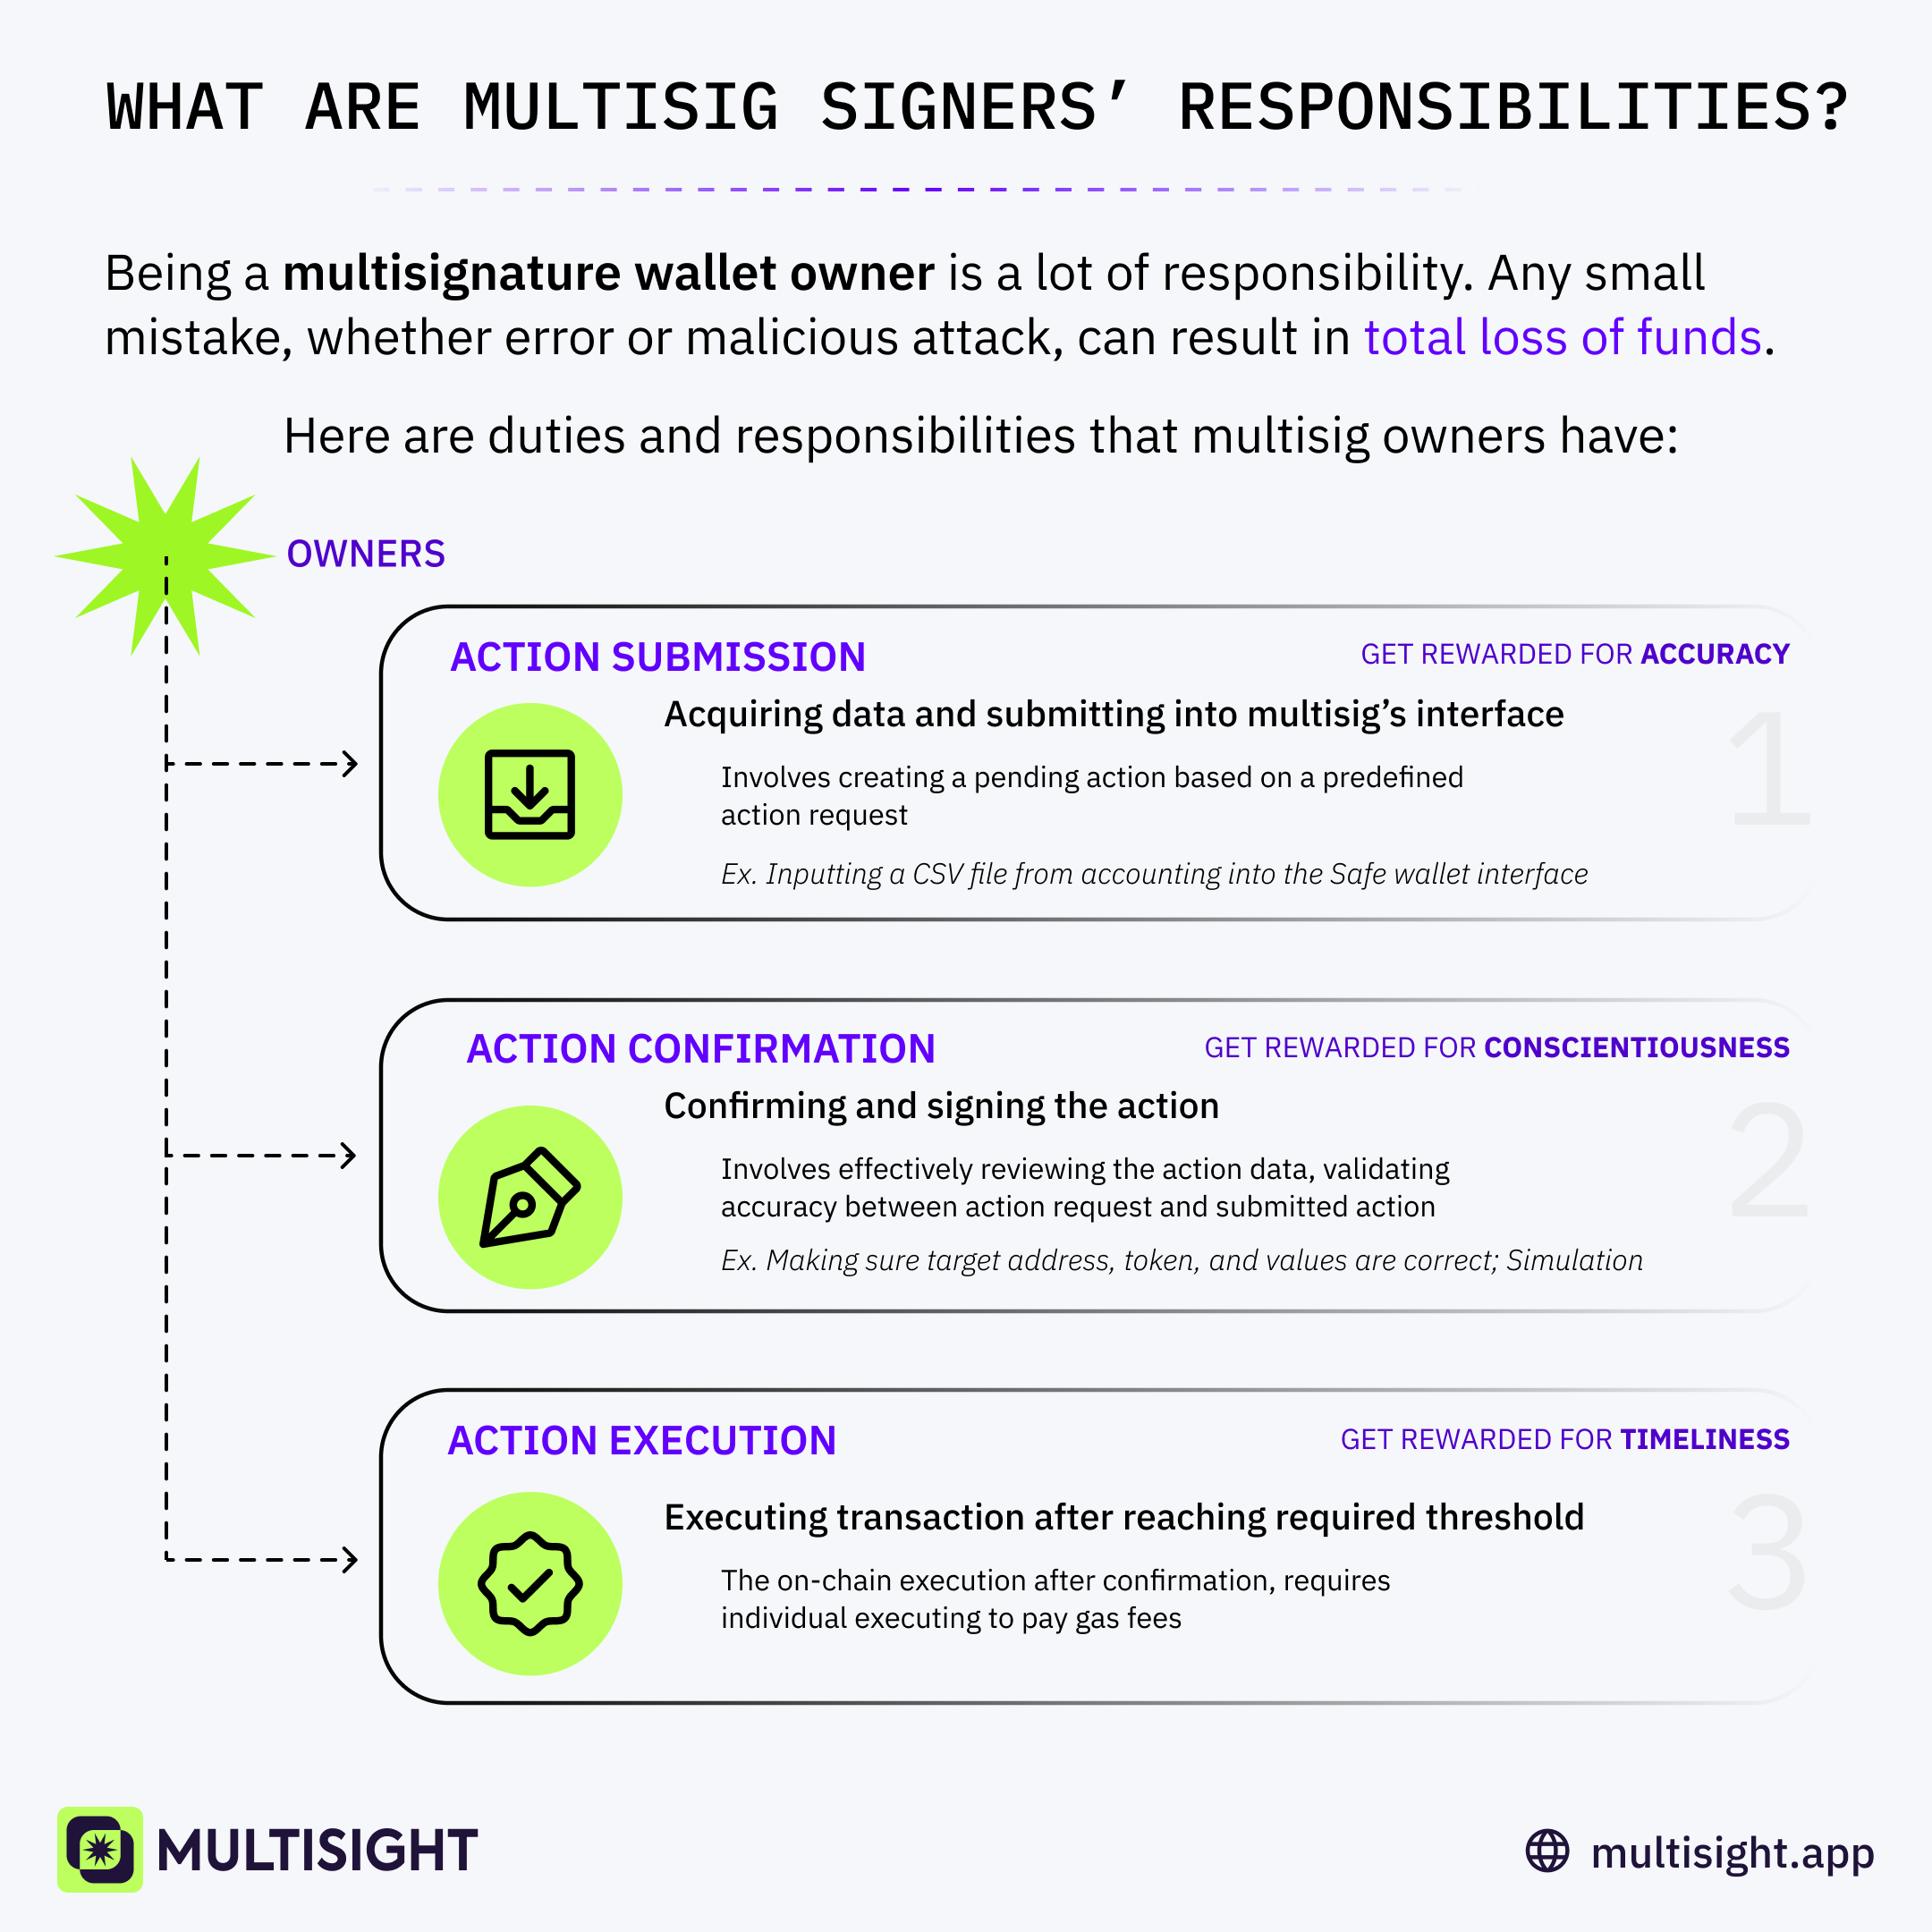 WHAT ARE MULTISIG SIGNERS’ RESPONSIBILITIES?
Being a multisignature wallet owner is a lot of responsibility. Any small
mistake, whether error or malicious attack, can result in total loss of funds.
Here are duties and responsibilities that multisig owners have:
OWNERS
ACTION SUBMISSION
GET REWARDED FOR ACCURACY
Acquiring data and submitting into multisig’s interface
Involves creating a pending action based on a predefined
action request
Ex. Inputting a CSV file from accounting into the Safe wallet interface
1
ACTION CONFIRMATION
GET REWARDED FOR CONSCIENTIOUSNESS
Confirming and signing the action
Involves effectively reviewing the action data, validating
accuracy between action request and submitted action
Ex. Making sure target address, token, and values are correct; Simulation
2
ACTION EXECUTION
GET REWARDED FOR TIMELINESS
Executing transaction after reaching required threshold
The on-chain execution after confirmation, requires
individual executing to pay gas fees
3
MULTISIGHT
multisight.app